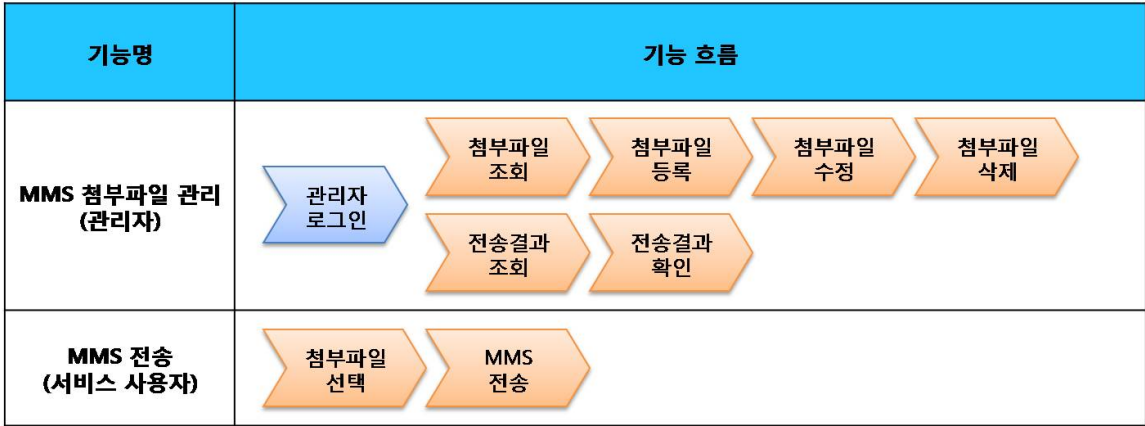 기능명
기능 흐름
MMS 첨부파일 관리
(관리자)
관리자
로그인
첨부파일
조회
첨부파일
등록
첨부파일
수정
첨부파일
삭제
전송결과
조회
전송결과
확인
MMS 전송
(서비스 사용자)
첨부파일
선택
MMS
전송